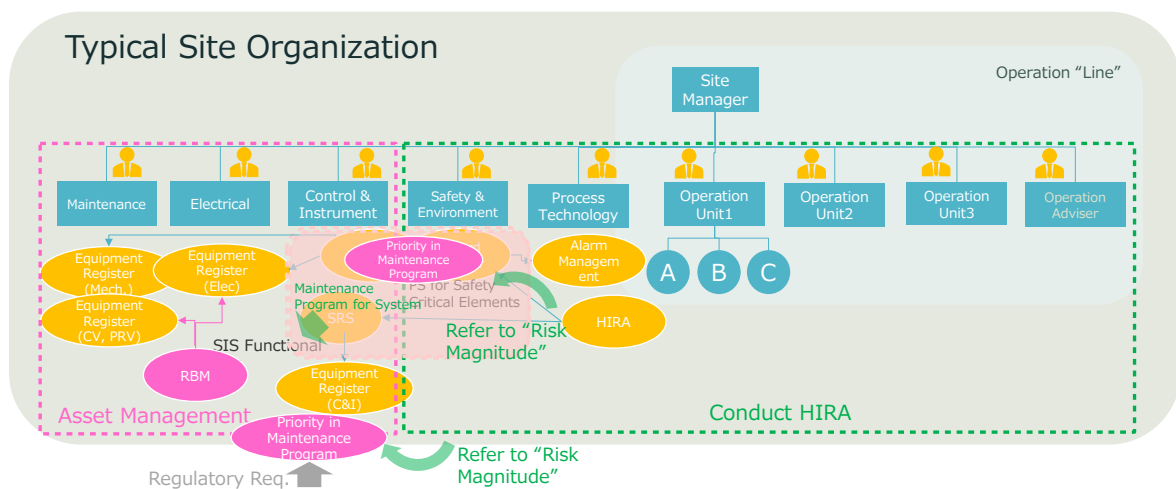 Typical Site Organization
Operation “Line”
Site
Manager
Maintenance
Electrical
Control &
Instrument
Safety &
Environment
Process
Technology
Operation
Unit1
Operation
Unit2
Operation
Unit3
Operation
Adviser
Equipment
Register
(Mech.)
Equipment
Register
(Elec)
Priority in
Maintenance
Program
Alarm
Managem
ent
A
B
C
Equipment
Register
(CV, PRV)
Maintenance
Program for System
PS for Safety
Critical Elements
SRS
HIRA
Refer to “Risk
Magnitude”
SIS Functional
RBM
Equipment
Register
(C&I)
Asset Management
Conduct HIRA
Priority in
Maintenance
Program
Refer to “Risk
Magnitude”
Regulatory Req.